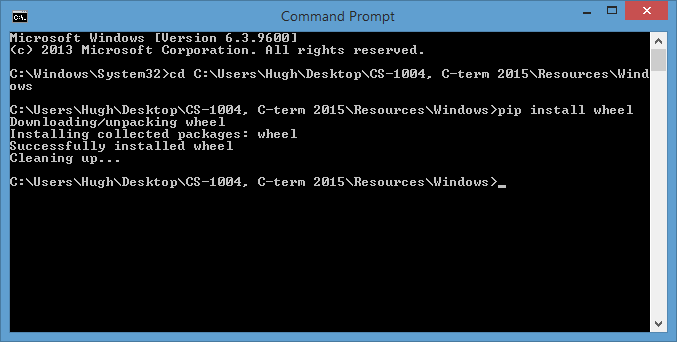 Command Prompt
Microsoft Windows [Version 6.3.9600]
(c) 2013 Microsoft Corporation. All rights reserved.
C:\Windows\System32>cd C:\Users\Hugh\Desktop\CS-1004, C-term 2015\Resources\Wind
ows
C:\Users\Hugh\Desktop\CS-1004, C-term 2015\Resources\Windows>pip install wheel
Downloading/unpacking wheel
Installing collected packages: wheel
Successfully installed wheel
Cleaning up...
C:\Users\Hugh\Desktop\CS-1004, C-term 2015\Resources\Windows>_